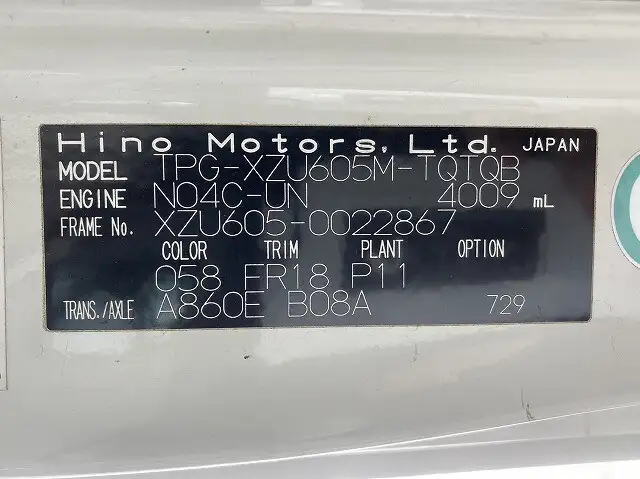 Hino Motors, Ltd. JAPAN
MODEL TPG-XZU605M-TQTQB
ENGINE N04C-UN 4009 mL
FRAME No. XZU605-0022867
COLOR TRIM PLANT OPTION
058 FR18 P11
TRANS./AXLE A860E B08A 729